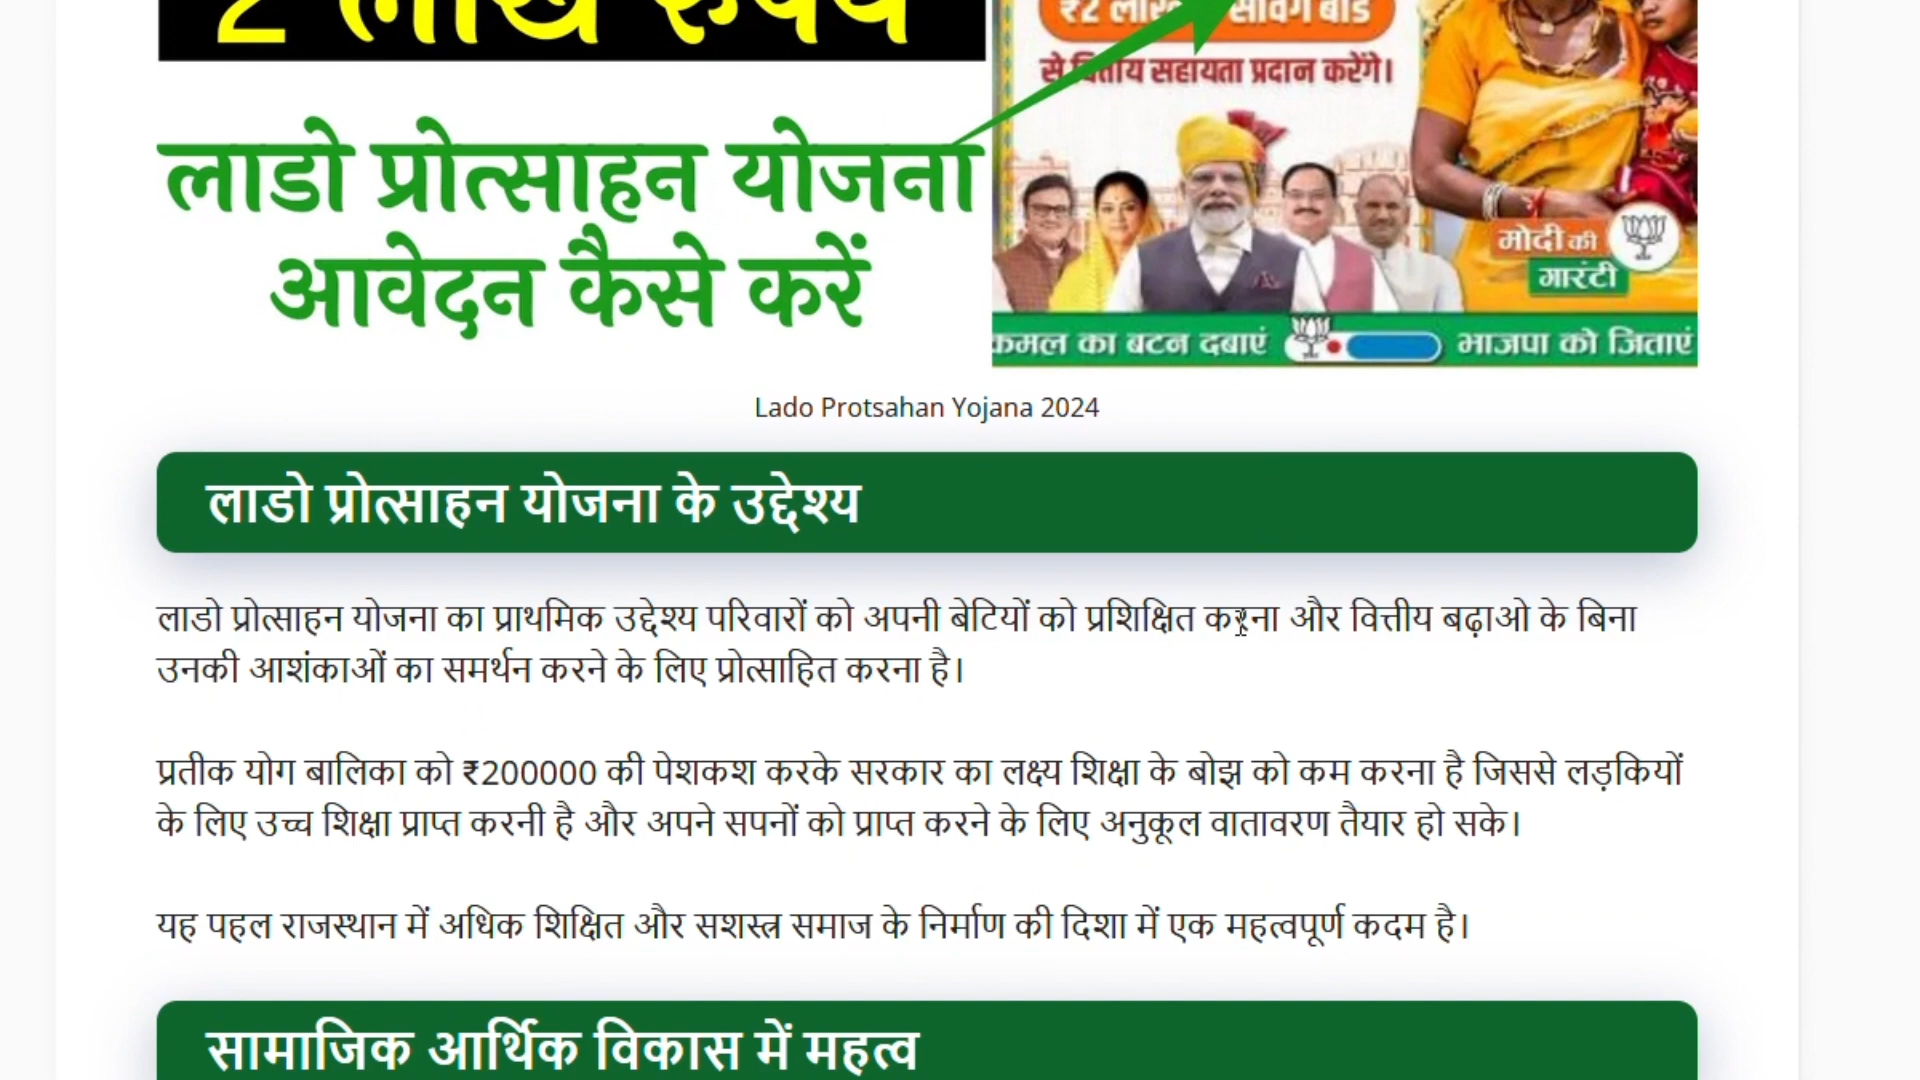 2 लाख रुपये
₹2 लाख सेविंग बांड
से वित्तीय सहायता प्रदान करेंगे।
लाडो प्रोत्साहन योजना
आवेदन कैसे करें
मोदी की
गारंटी
कमल का बटन दबाएं भाजपा को जिताएं
Lado Protsahan Yojana 2024
लाडो प्रोत्साहन योजना के उद्देश्य
लाडो प्रोत्साहन योजना का प्राथमिक उद्देश्य परिवारों को अपनी बेटियों को प्रशिक्षित करना और वित्तीय बढ़ाओ के बिना
उनकी आशंकाओं का समर्थन करने के लिए प्रोत्साहित करना है।
प्रतीक योग बालिका को ₹200000 की पेशकश करके सरकार का लक्ष्य शिक्षा के बोझ को कम करना है जिससे लड़कियों
के लिए उच्च शिक्षा प्राप्त करनी है और अपने सपनों को प्राप्त करने के लिए अनुकूल वातावरण तैयार हो सके।
यह पहल राजस्थान में अधिक शिक्षित और सशस्त्र समाज के निर्माण की दिशा में एक महत्वपूर्ण कदम है।
सामाजिक आर्थिक विकास में महत्व